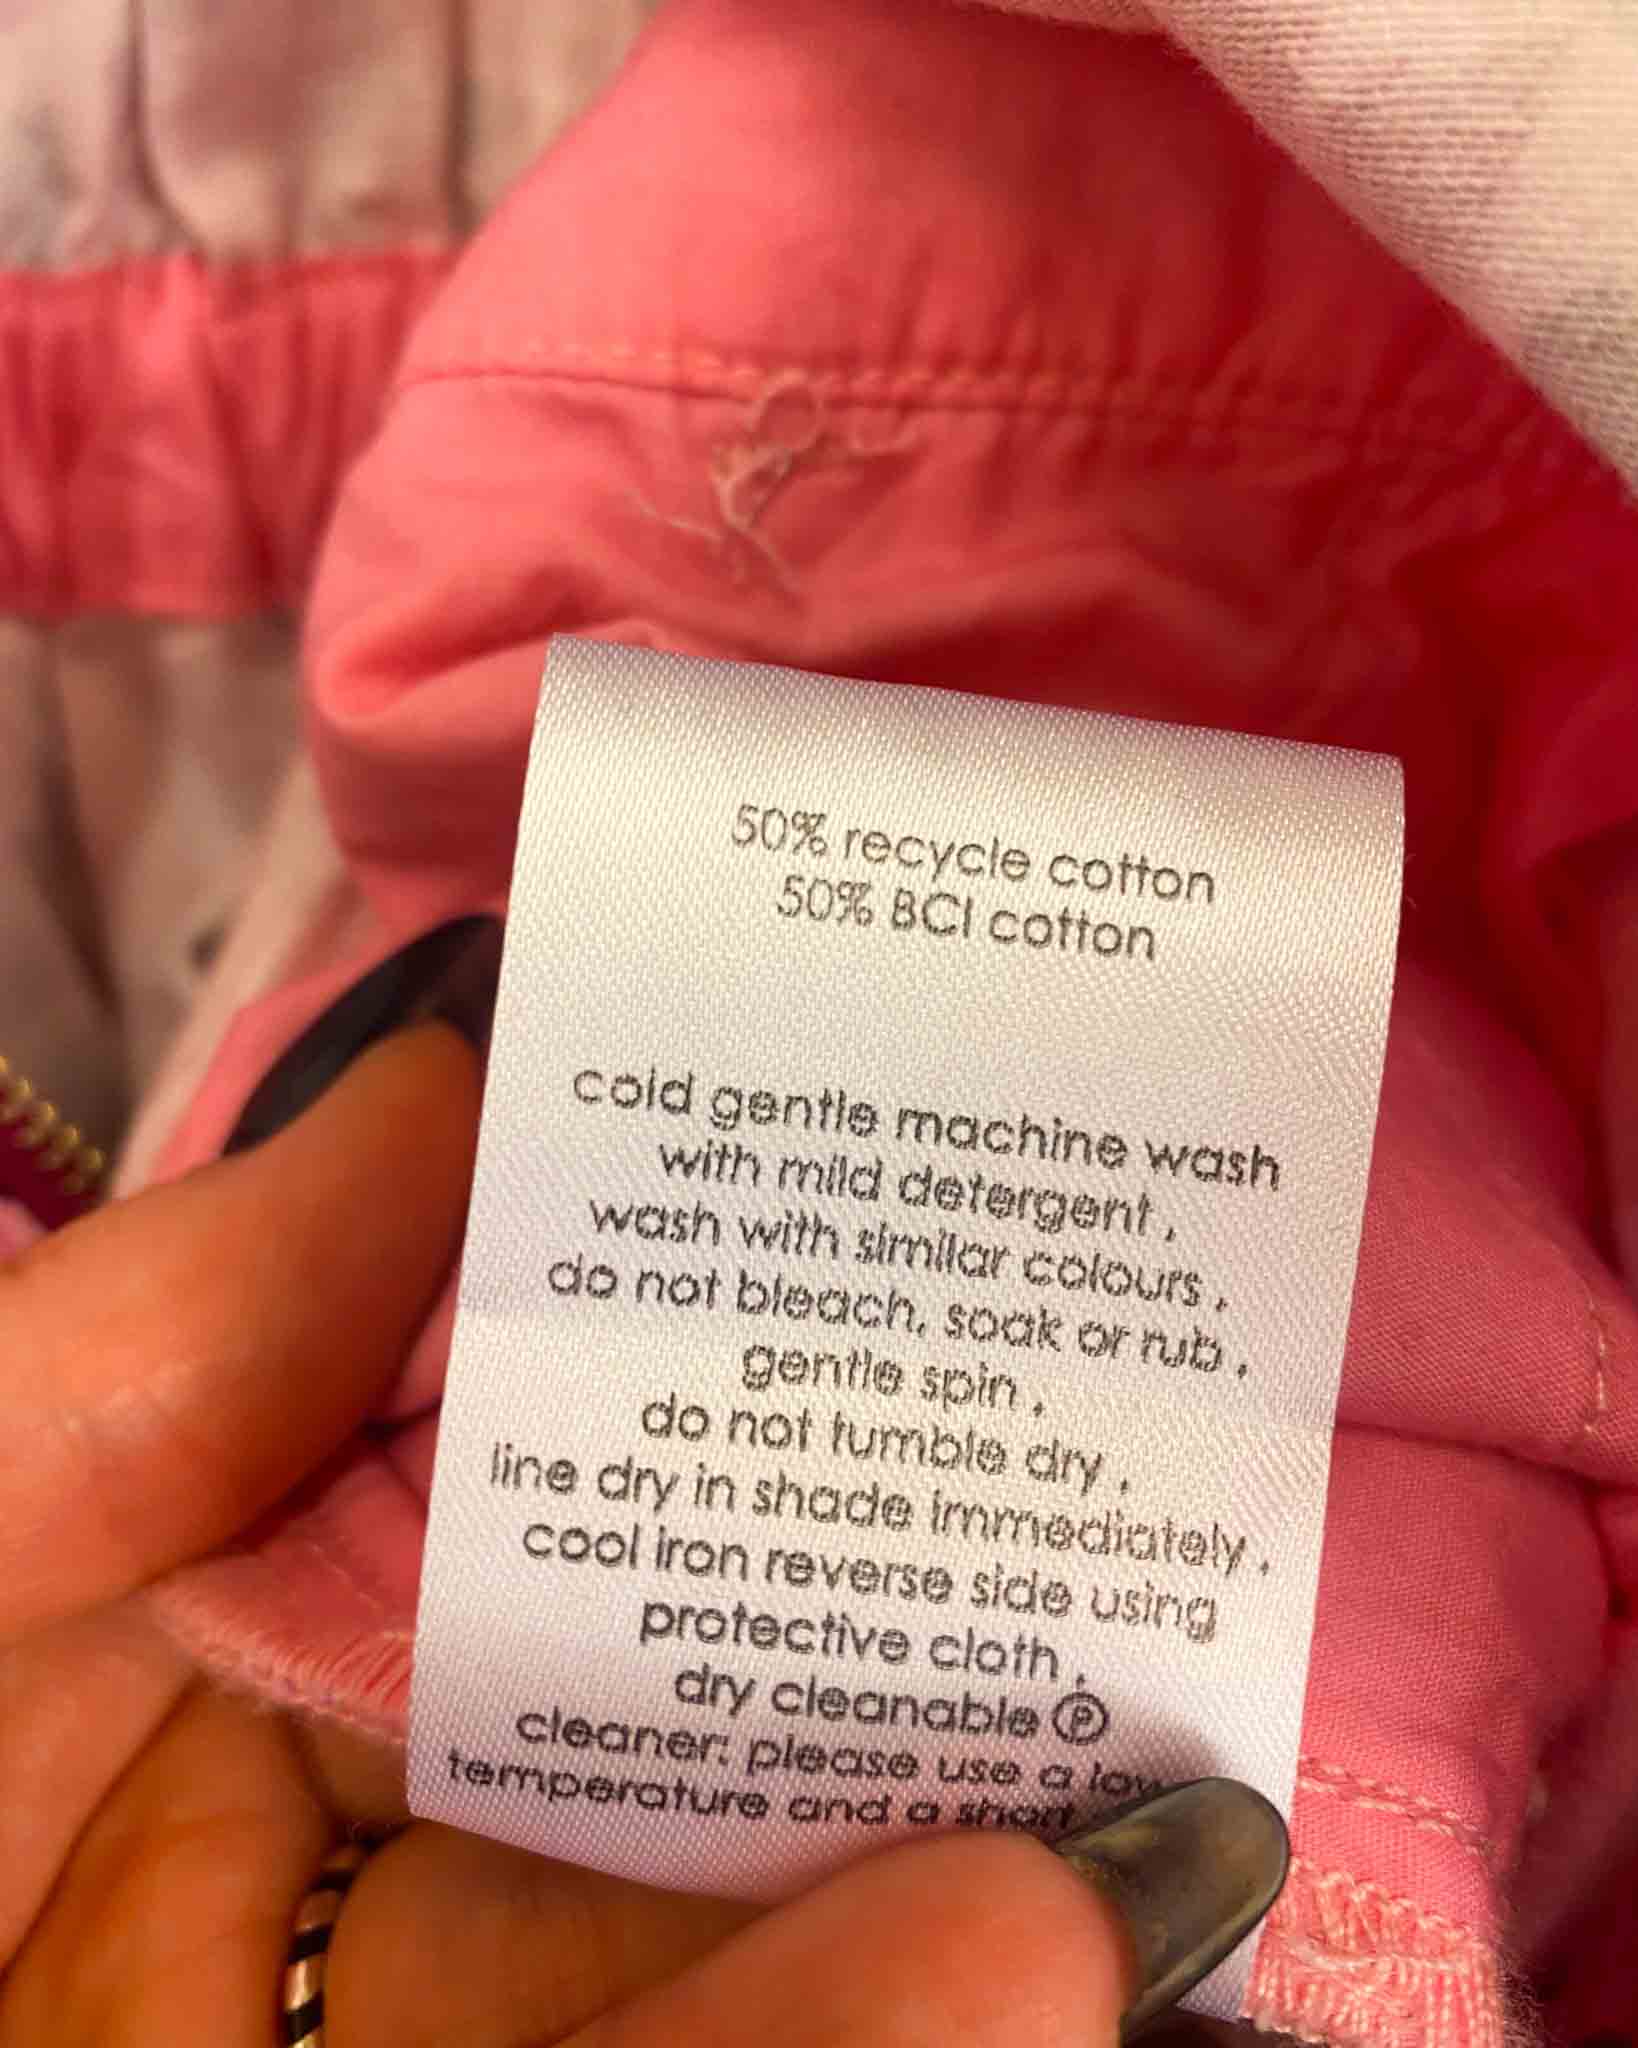 50% recycle cotton
50% BCI cotton
cold gentle machine wash
with mild detergent ,
wash with similar colours ,
do not bleach, soak or rub ,
gentle spin ,
do not tumble dry ,
line dry in shade immediately ,
cool iron reverse side using
protective cloth ,
dry cleanable Ⓟ
cleaner: please use a low
temperature and a short